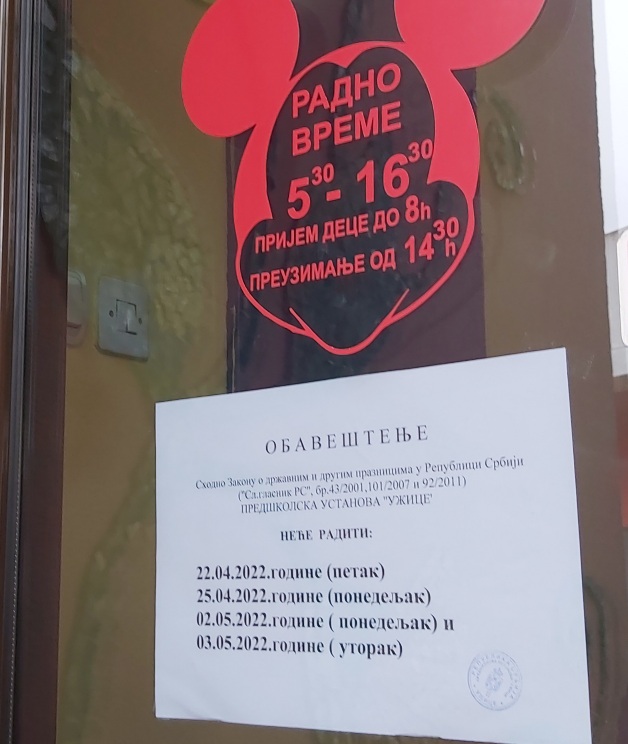 РАДНО
ВРЕМЕ
5³⁰ - 16³⁰
ПРИЈЕМ ДЕЦЕ ДО 8h
ПРЕУЗИМАЊЕ ОД 14³⁰h
ОБАВЕШТЕЊЕ
Сходно Закону о државним и другим празницима у Републици Србији
("Сл.гласник РС", бр.43/2001,101/2007 и 92/2011)
ПРЕДШКОЛСКА УСТАНОВА "УЖИЦЕ'
НЕЋЕ РАДИТИ:
22.04.2022.године (петак)
25.04.2022.године (понедељак)
02.05.2022.године ( понедељак) и
03.05.2022.године ( уторак)